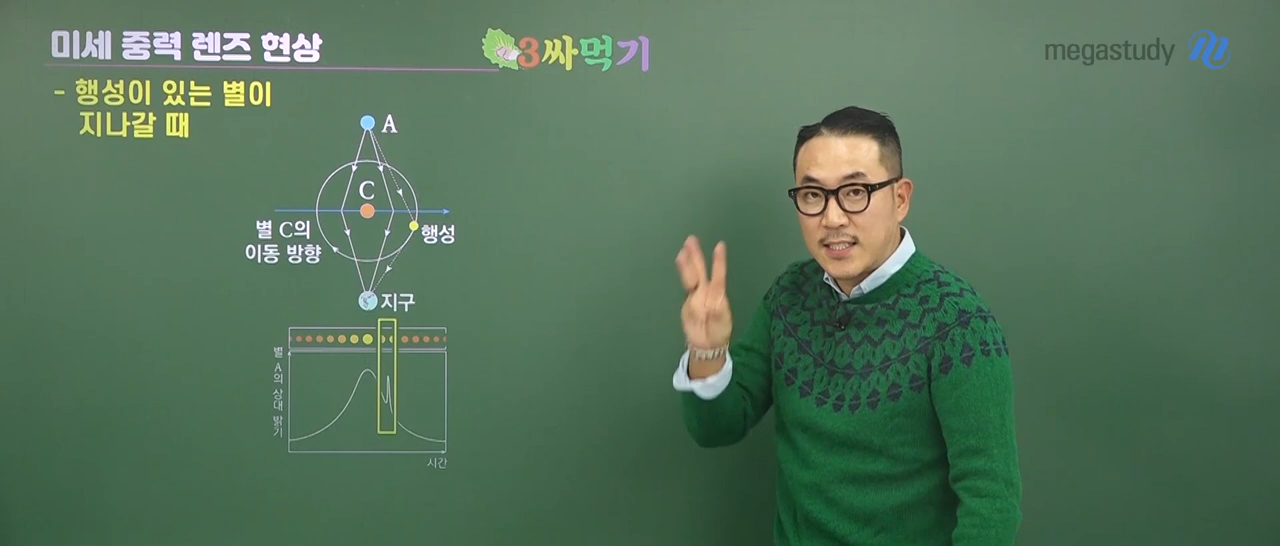 미세 중력 렌즈 현상
3싸먹기
megastudy
- 행성이 있는 별이
지나갈 때
A
C
별 C의
이동 방향
행성
지구
별 A의 상대 밝기
시간